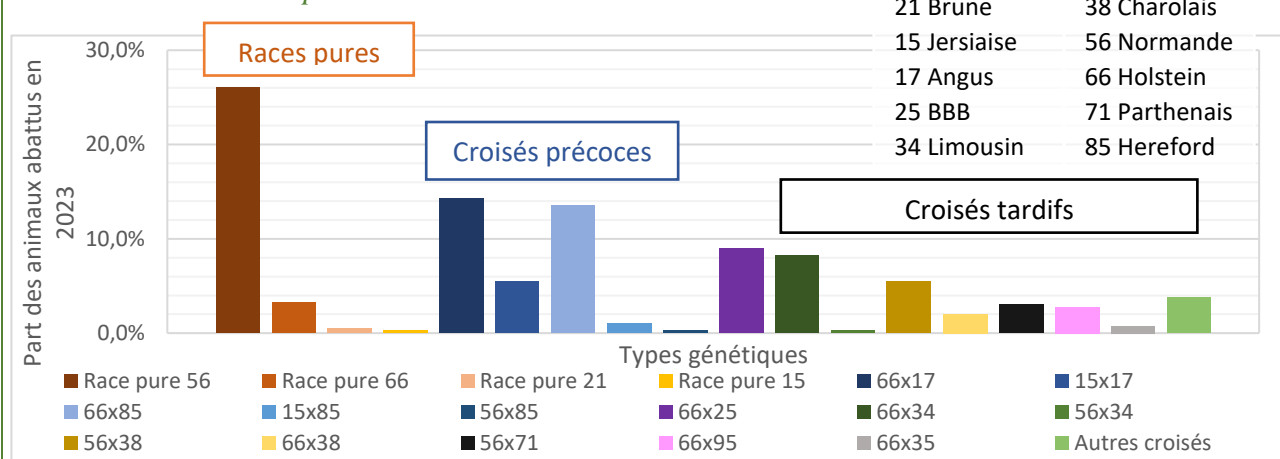 21 Brune 38 Charolais
15 Jersiaise 56 Normande
17 Angus 66 Holstein
25 BBB 71 Parthenais
34 Limousin 85 Hereford
Races pures
Croisés précoces
Croisés tardifs
Part des animaux abattus en
2023
30,0%
20,0%
10,0%
0,0%
Types génétiques
Race pure 56 Race pure 66 Race pure 21 Race pure 15 66x17 15x17
66x85 15x85 56x85 66x25 66x34 56x34
56x38 66x38 56x71 66x95 66x35 Autres croisés